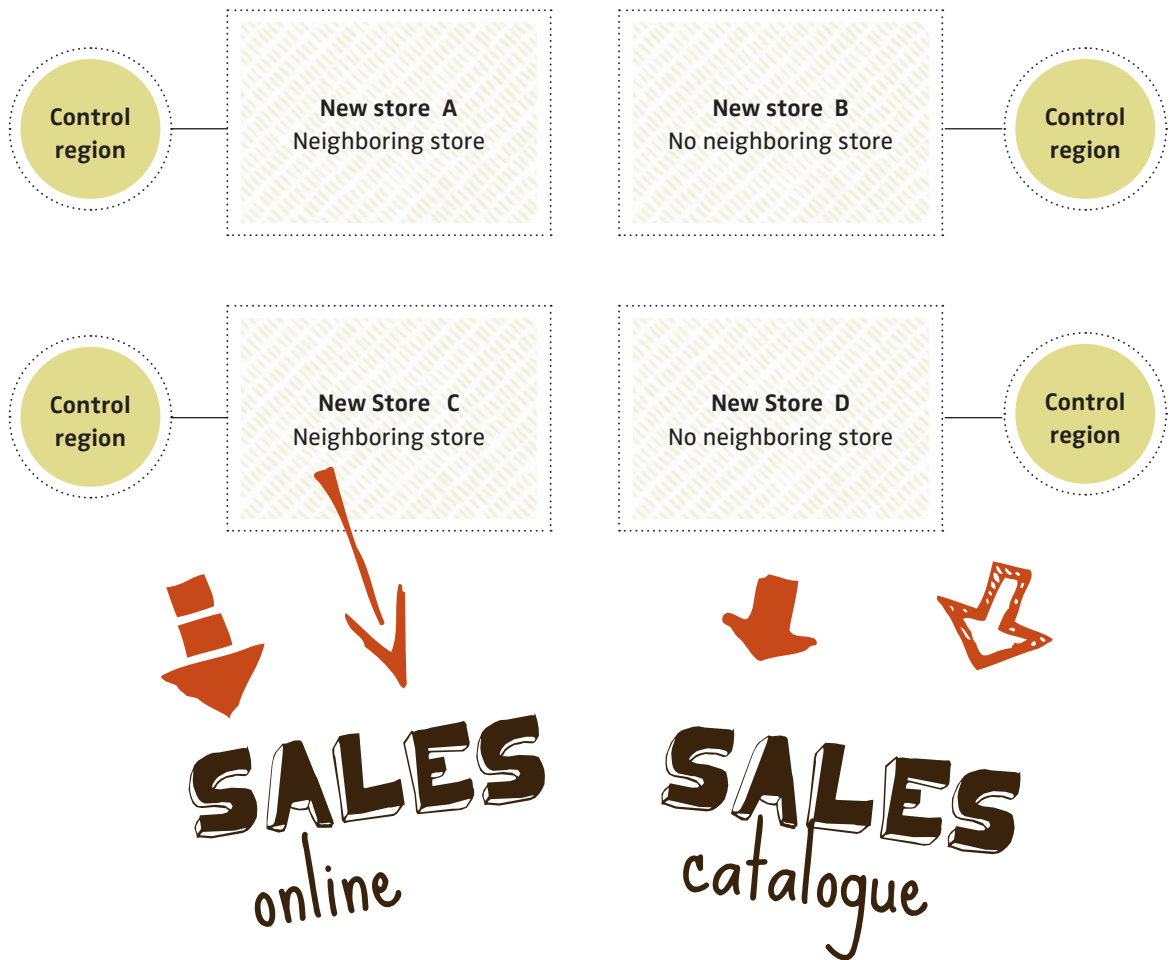 Control
region
New store A
Neighboring store
New store B
No neighboring store
Control
region
Control
region
New Store C
Neighboring store
New Store D
No neighboring store
Control
region
SALES
online
SALES
catalogue